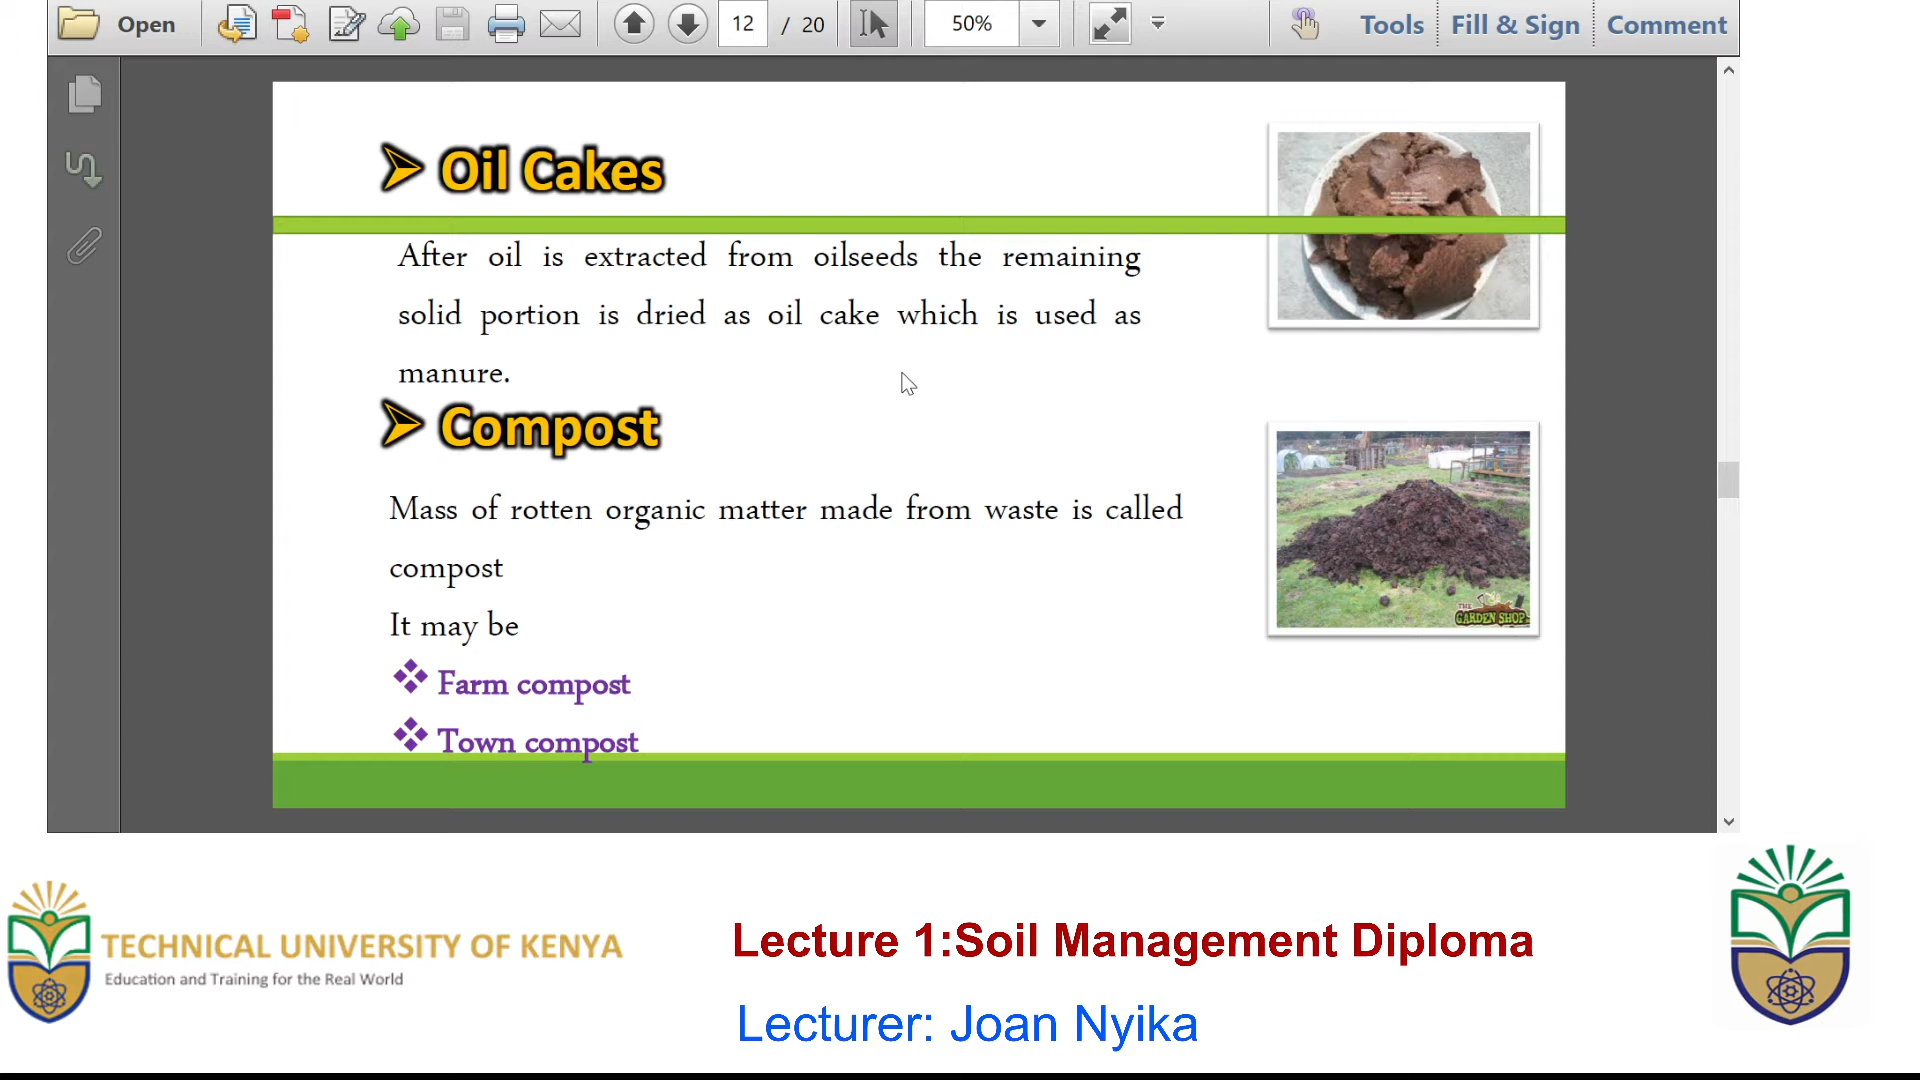 Open
12 / 20
50%
Tools
Fill & Sign
Comment
Oil Cakes
After oil is extracted from oilseeds the remaining
solid portion is dried as oil cake which is used as
manure.
Compost
Mass of rotten organic matter made from waste is called
compost
It may be
Farm compost
Town compost
THE
GARDEN SHOP
TECHNICAL UNIVERSITY OF KENYA
Education and Training for the Real World
Lecture 1:Soil Management Diploma
Lecturer: Joan Nyika